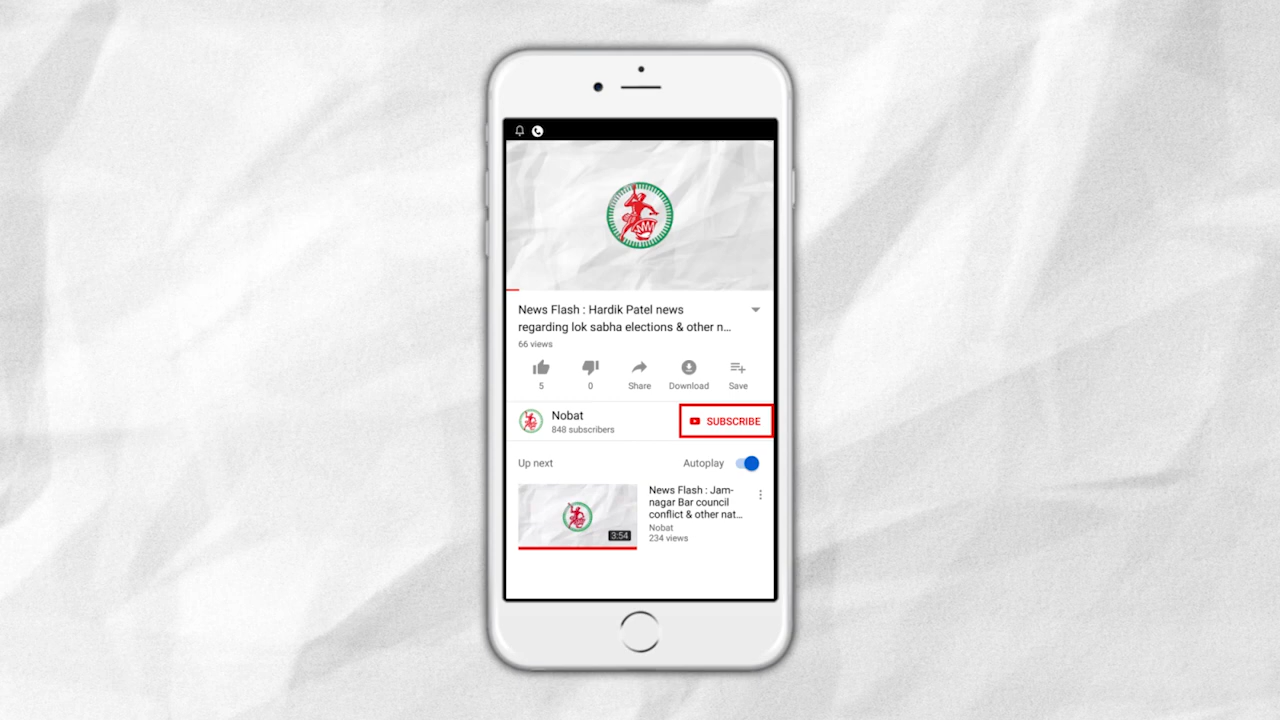 News Flash : Hardik Patel news
regarding lok sabha elections & other n...
66 views
5
0
Share
Download
Save
Nobat
848 subscribers
SUBSCRIBE
Up next
Autoplay
3:54
News Flash : Jam-
nagar Bar council
conflict & other nat...
Nobat
234 views